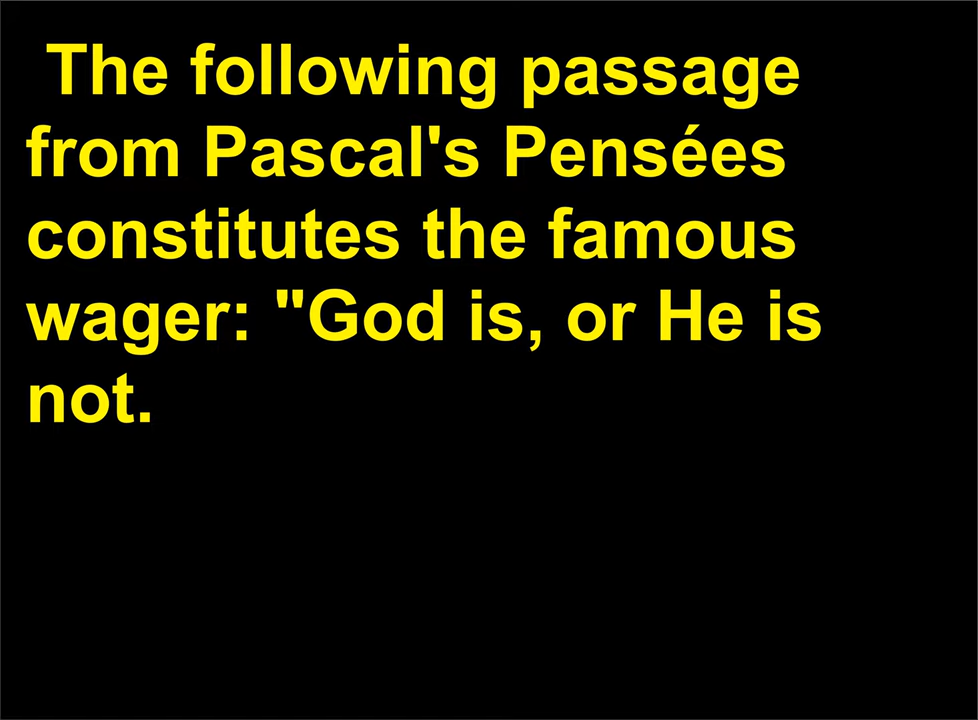 The following passage
from Pascal's Pensées
constitutes the famous
wager: "God is, or He is
not.